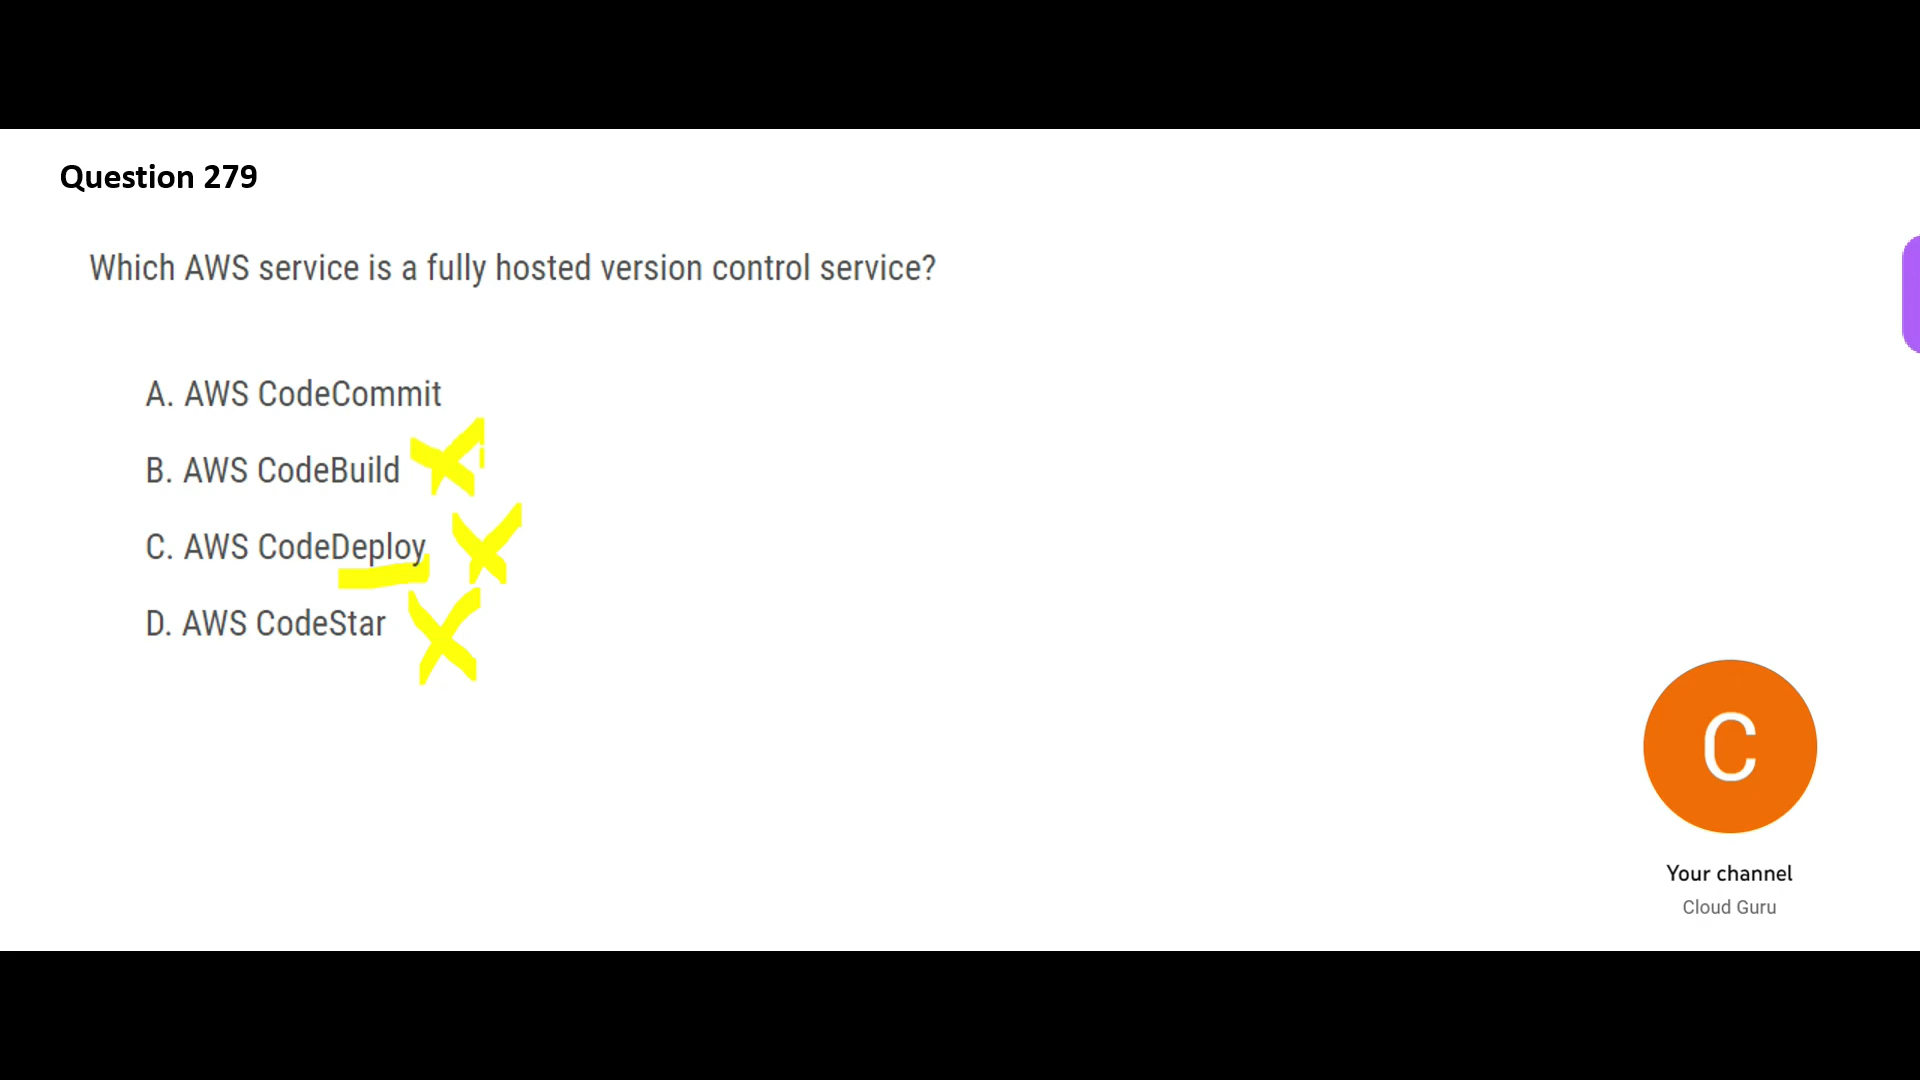 Question 279
Which AWS service is a fully hosted version control service?
A. AWS CodeCommit
B. AWS CodeBuild
C. AWS CodeDeploy
D. AWS CodeStar
C
Your channel
Cloud Guru